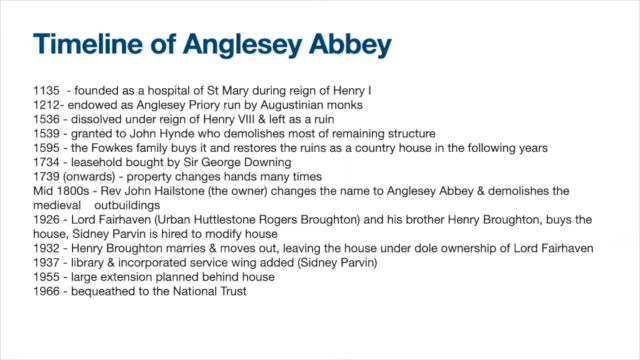 Timeline of Anglesey Abbey
1135  - founded as a hospital of St Mary during reign of Henry I
1212- endowed as Anglesey Priory run by Augustinian monks
1536 - dissolved under reign of Henry VIII & left as a ruin
1539 - granted to John Hynde who demolishes most of remaining structure
1595 - the Fowkes family buys it and restores the ruins as a country house in the following years
1734 - leasehold bought by Sir George Downing
1739 (onwards) - property changes hands many times
Mid 1800s - Rev John Hailstone (the owner) changes the name to Anglesey Abbey & demolishes the
medieval    outbuildings
1926 - Lord Fairhaven (Urban Huttlestone Rogers Broughton) and his brother Henry Broughton, buys the
house, Sidney Parvin is hired to modify house
1932 - Henry Broughton marries & moves out, leaving the house under dole ownership of Lord Fairhaven
1937 - library & incorporated service wing added (Sidney Parvin)
1955 - large extension planned behind house
1966 - bequeathed to the National Trust